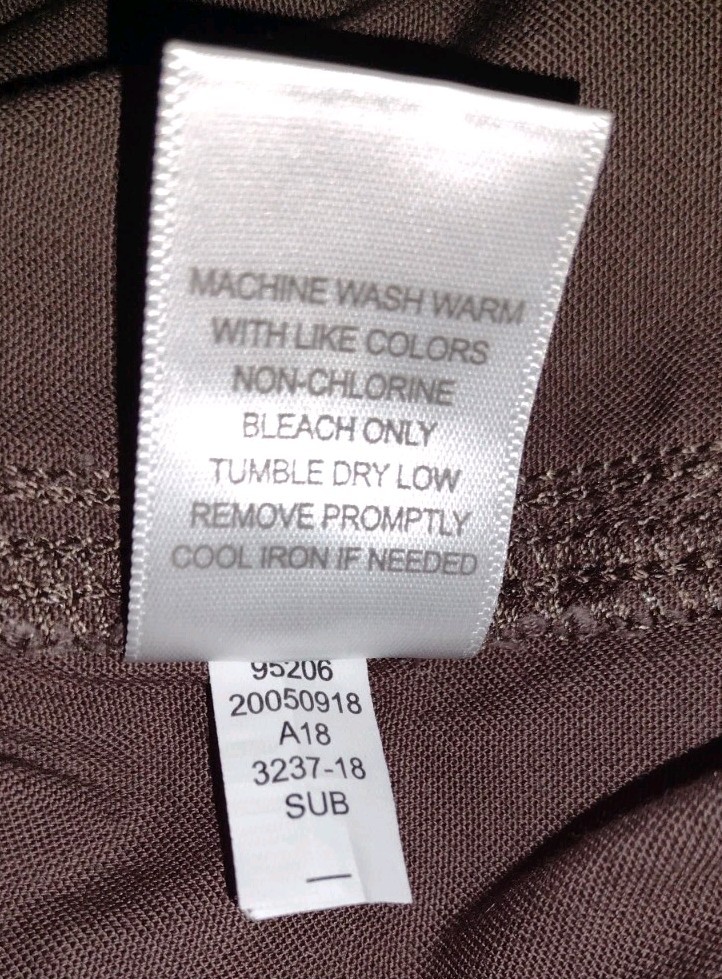 MACHINE WASH WARM
WITH LIKE COLORS
NON-CHLORINE
BLEACH ONLY
TUMBLE DRY LOW
REMOVE PROMPTLY
COOL IRON IF NEEDED
95206
20050918
A18
3237-18
SUB